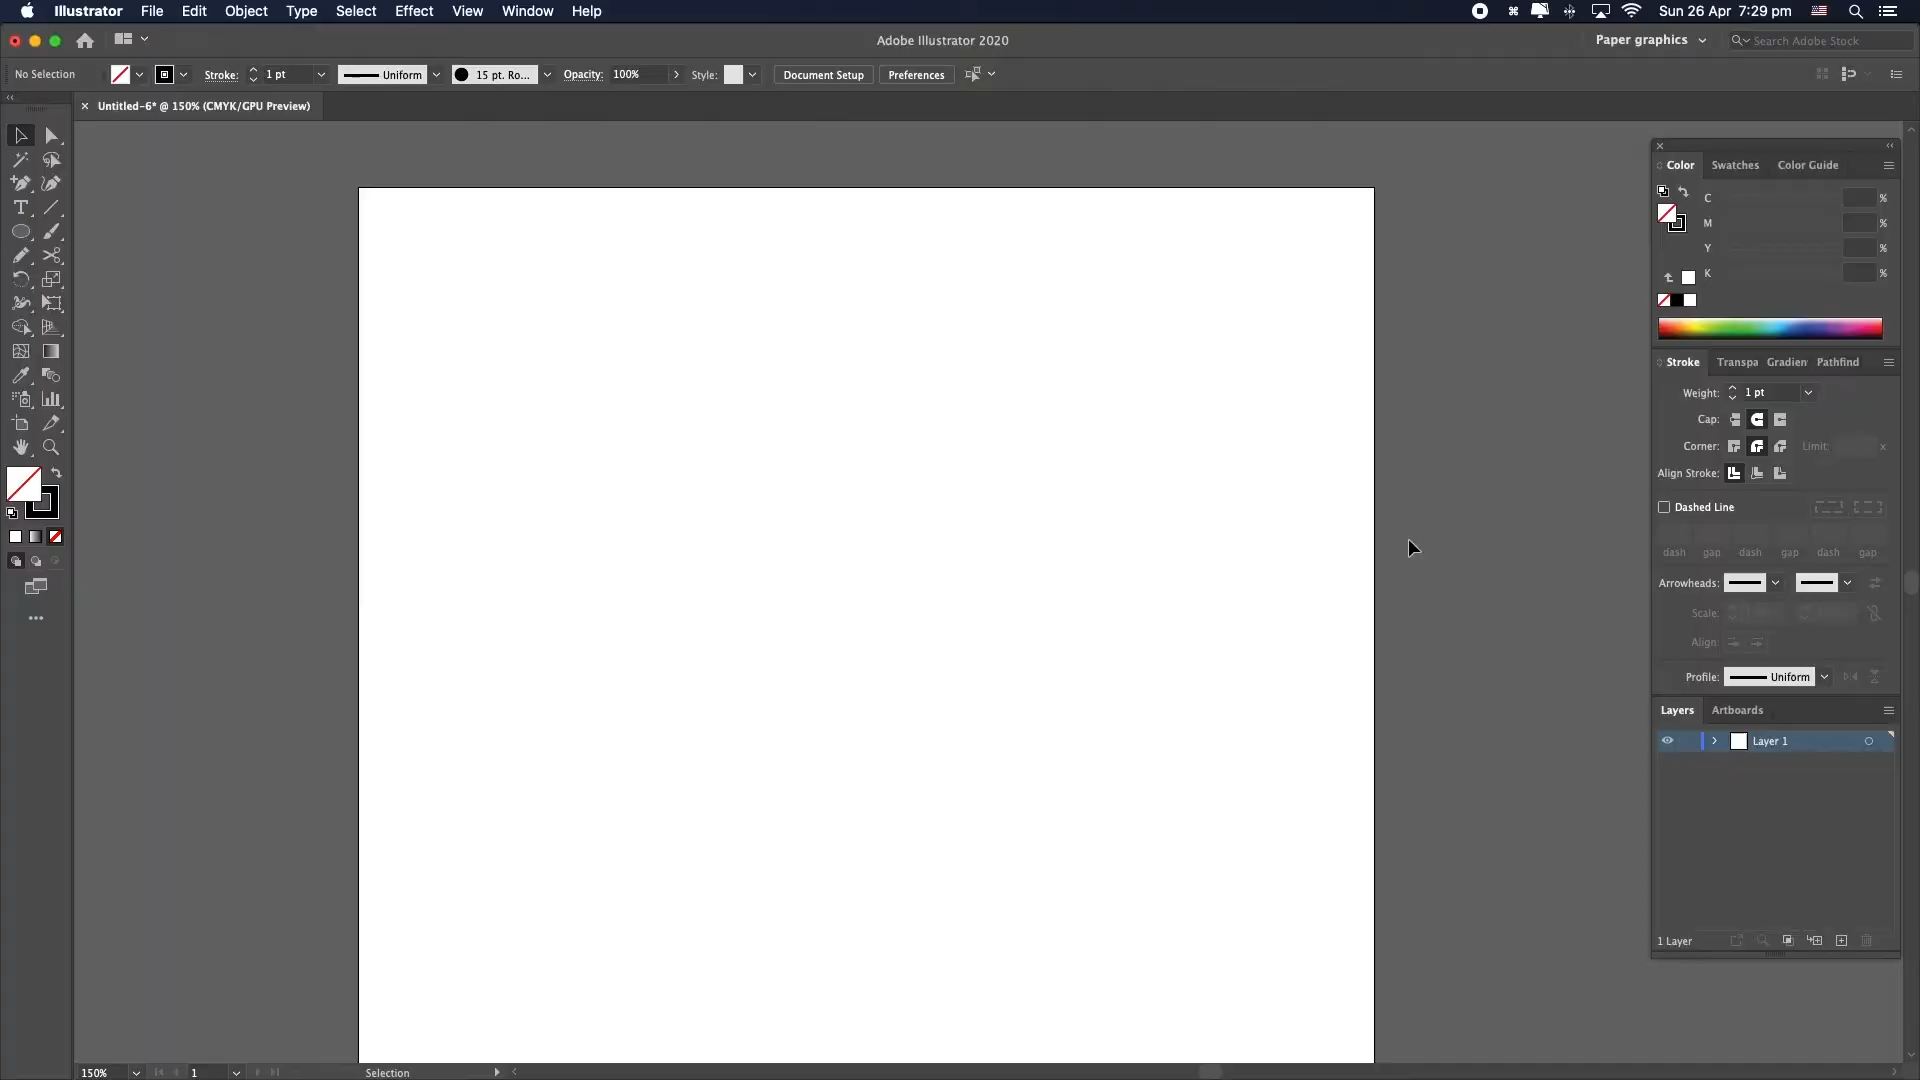 Illustrator File Edit Object Type Select Effect View Window Help Sun 26 Apr 7:29 pm
Adobe Illustrator 2020 Paper graphics Search Adobe Stock
No Selection Stroke: 1 pt Uniform 15 pt. Ro... Opacity: 100% Style: Document Setup Preferences
× Untitled-6* @ 150% (CMYK/GPU Preview)
Color Swatches Color Guide
C %
M %
Y %
K %
Stroke Transpa Gradien Pathfind
Weight: 1 pt
Cap:
Corner: Limit: x
Align Stroke:
Dashed Line
dash gap dash gap dash gap
Arrowheads:
Scale:
Align:
Profile: Uniform
Layers Artboards
Layer 1
1 Layer
150% 1 Selection